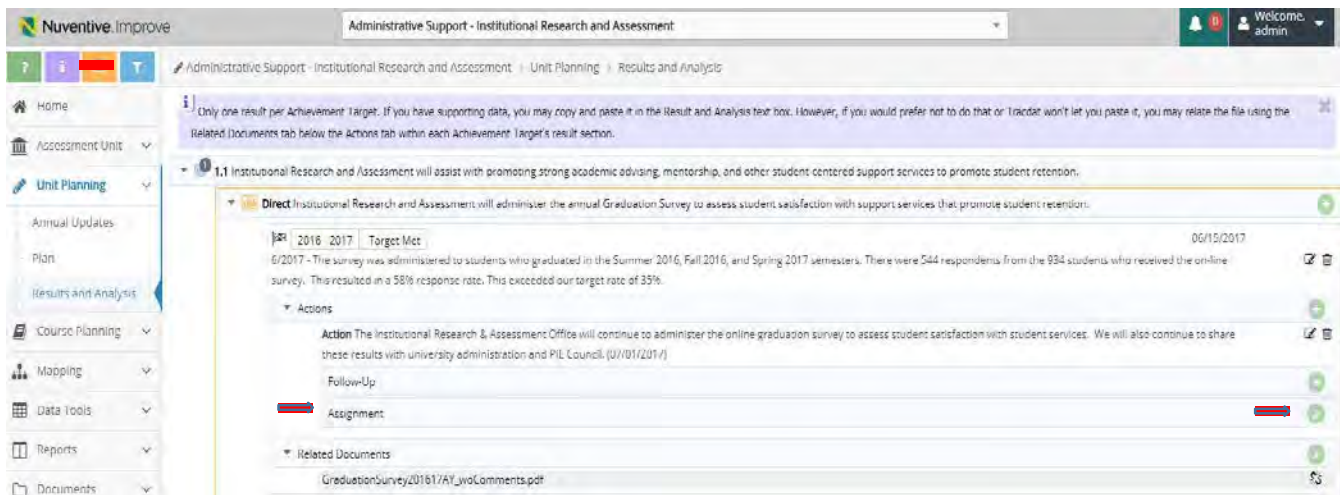 Nuventive.Improve
Administrative Support - Institutional Research and Assessment
0
Welcome, admin
? i
Administrative Support - Institutional Research and Assessment > Unit Planning > Results and Analysis
Home
Assessment Unit
Unit Planning
Annual Updates
Plan
Results and Analysis
Course Planning
Mapping
Data Tools
Reports
Documents
i Only one result per Achievement Target. If you have supporting data, you may copy and paste it in the Result and Analysis text box. However, if you would prefer not to do that or Tracdat won't let you paste it, you may relate the file using the
Related Documents tab below the Actions tab within each Achievement Target's result section.
1.1 Institutional Research and Assessment will assist with promoting strong academic advising, mentorship, and other student centered support services to promote student retention.
Direct Institutional Research and Assessment will administer the annual Graduation Survey to assess student satisfaction with support services that promote student retention.
2016 2017 Target Met 06/15/2017
6/2017 - The survey was administered to students who graduated in the Summer 2016, Fall 2016, and Spring 2017 semesters. There were 544 respondents from the 934 students who received the on-line
survey. This resulted in a 58% response rate. This exceeded our target rate of 35%.
Actions
Action The Institutional Research & Assessment Office will continue to administer the online graduation survey to assess student satisfaction with student services. We will also continue to share
these results with university administration and PIE Council. (07/01/2017)
Follow-Up
Assignment
Related Documents
GraduationSurvey201617AY_woComments.pdf